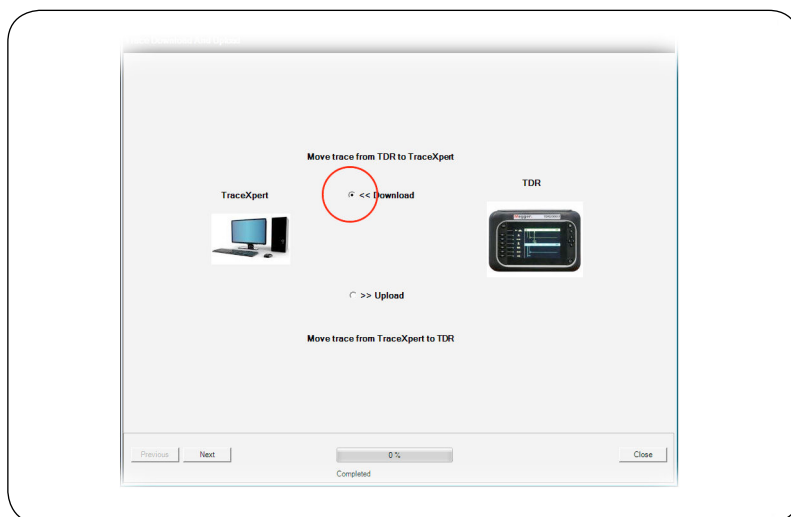 Move trace from TDR to TraceXpert
TDR
TraceXpert
<< Download
>> Upload
Move trace from TraceXpert to TDR
Previous
Next
0 %
Close
Completed